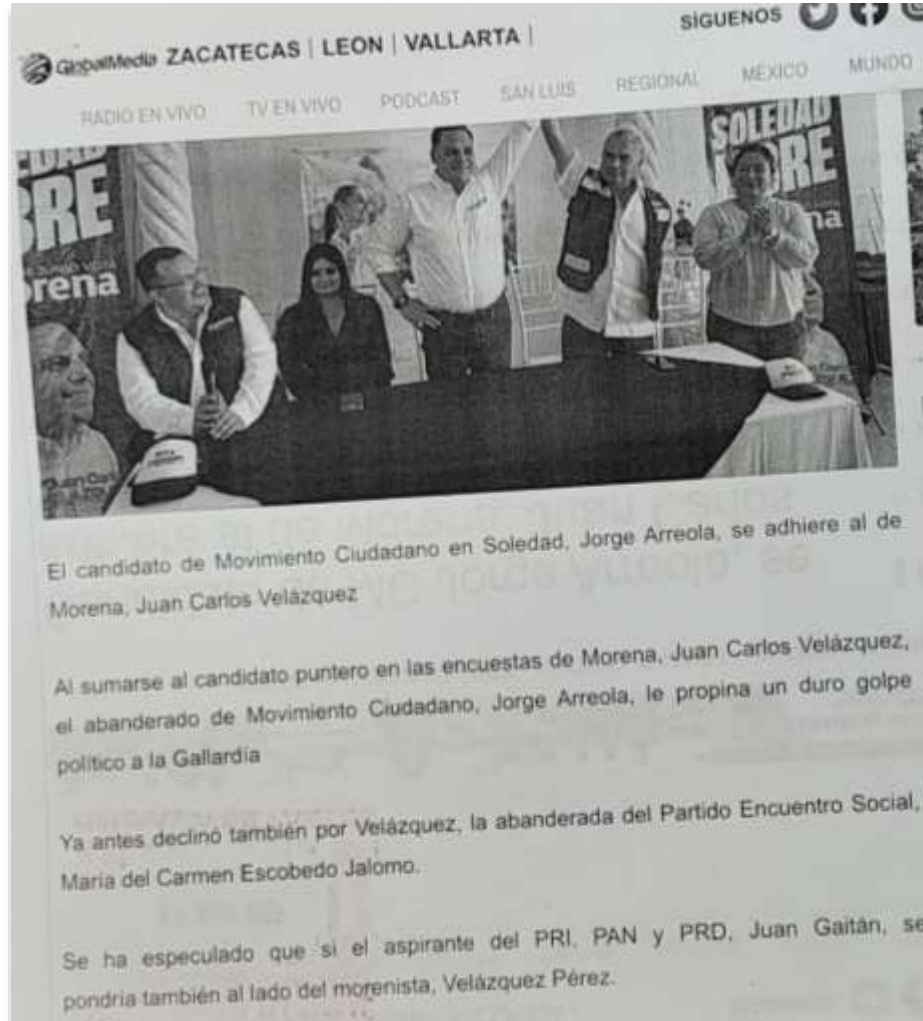 GlobalMedia ZACATECAS | LEON | VALLARTA |
SÍGUENOS
RADIO EN VIVO TV EN VIVO PODCAST SAN LUIS REGIONAL MÉXICO MUNDO
SOLEDAD
BRE
rena
na
El candidato de Movimiento Ciudadano en Soledad, Jorge Arreola, se adhiere al de
Morena, Juan Carlos Velázquez
Al sumarse al candidato puntero en las encuestas de Morena, Juan Carlos Velázquez,
el abanderado de Movimiento Ciudadano, Jorge Arreola, le propina un duro golpe
político a la Gallardía
Ya antes declinó también por Velázquez, la abanderada del Partido Encuentro Social,
María del Carmen Escobedo Jalomo.
Se ha especulado que si el aspirante del PRI, PAN y PRD, Juan Gaitán, se
pondría también al lado del morenista, Velázquez Pérez.